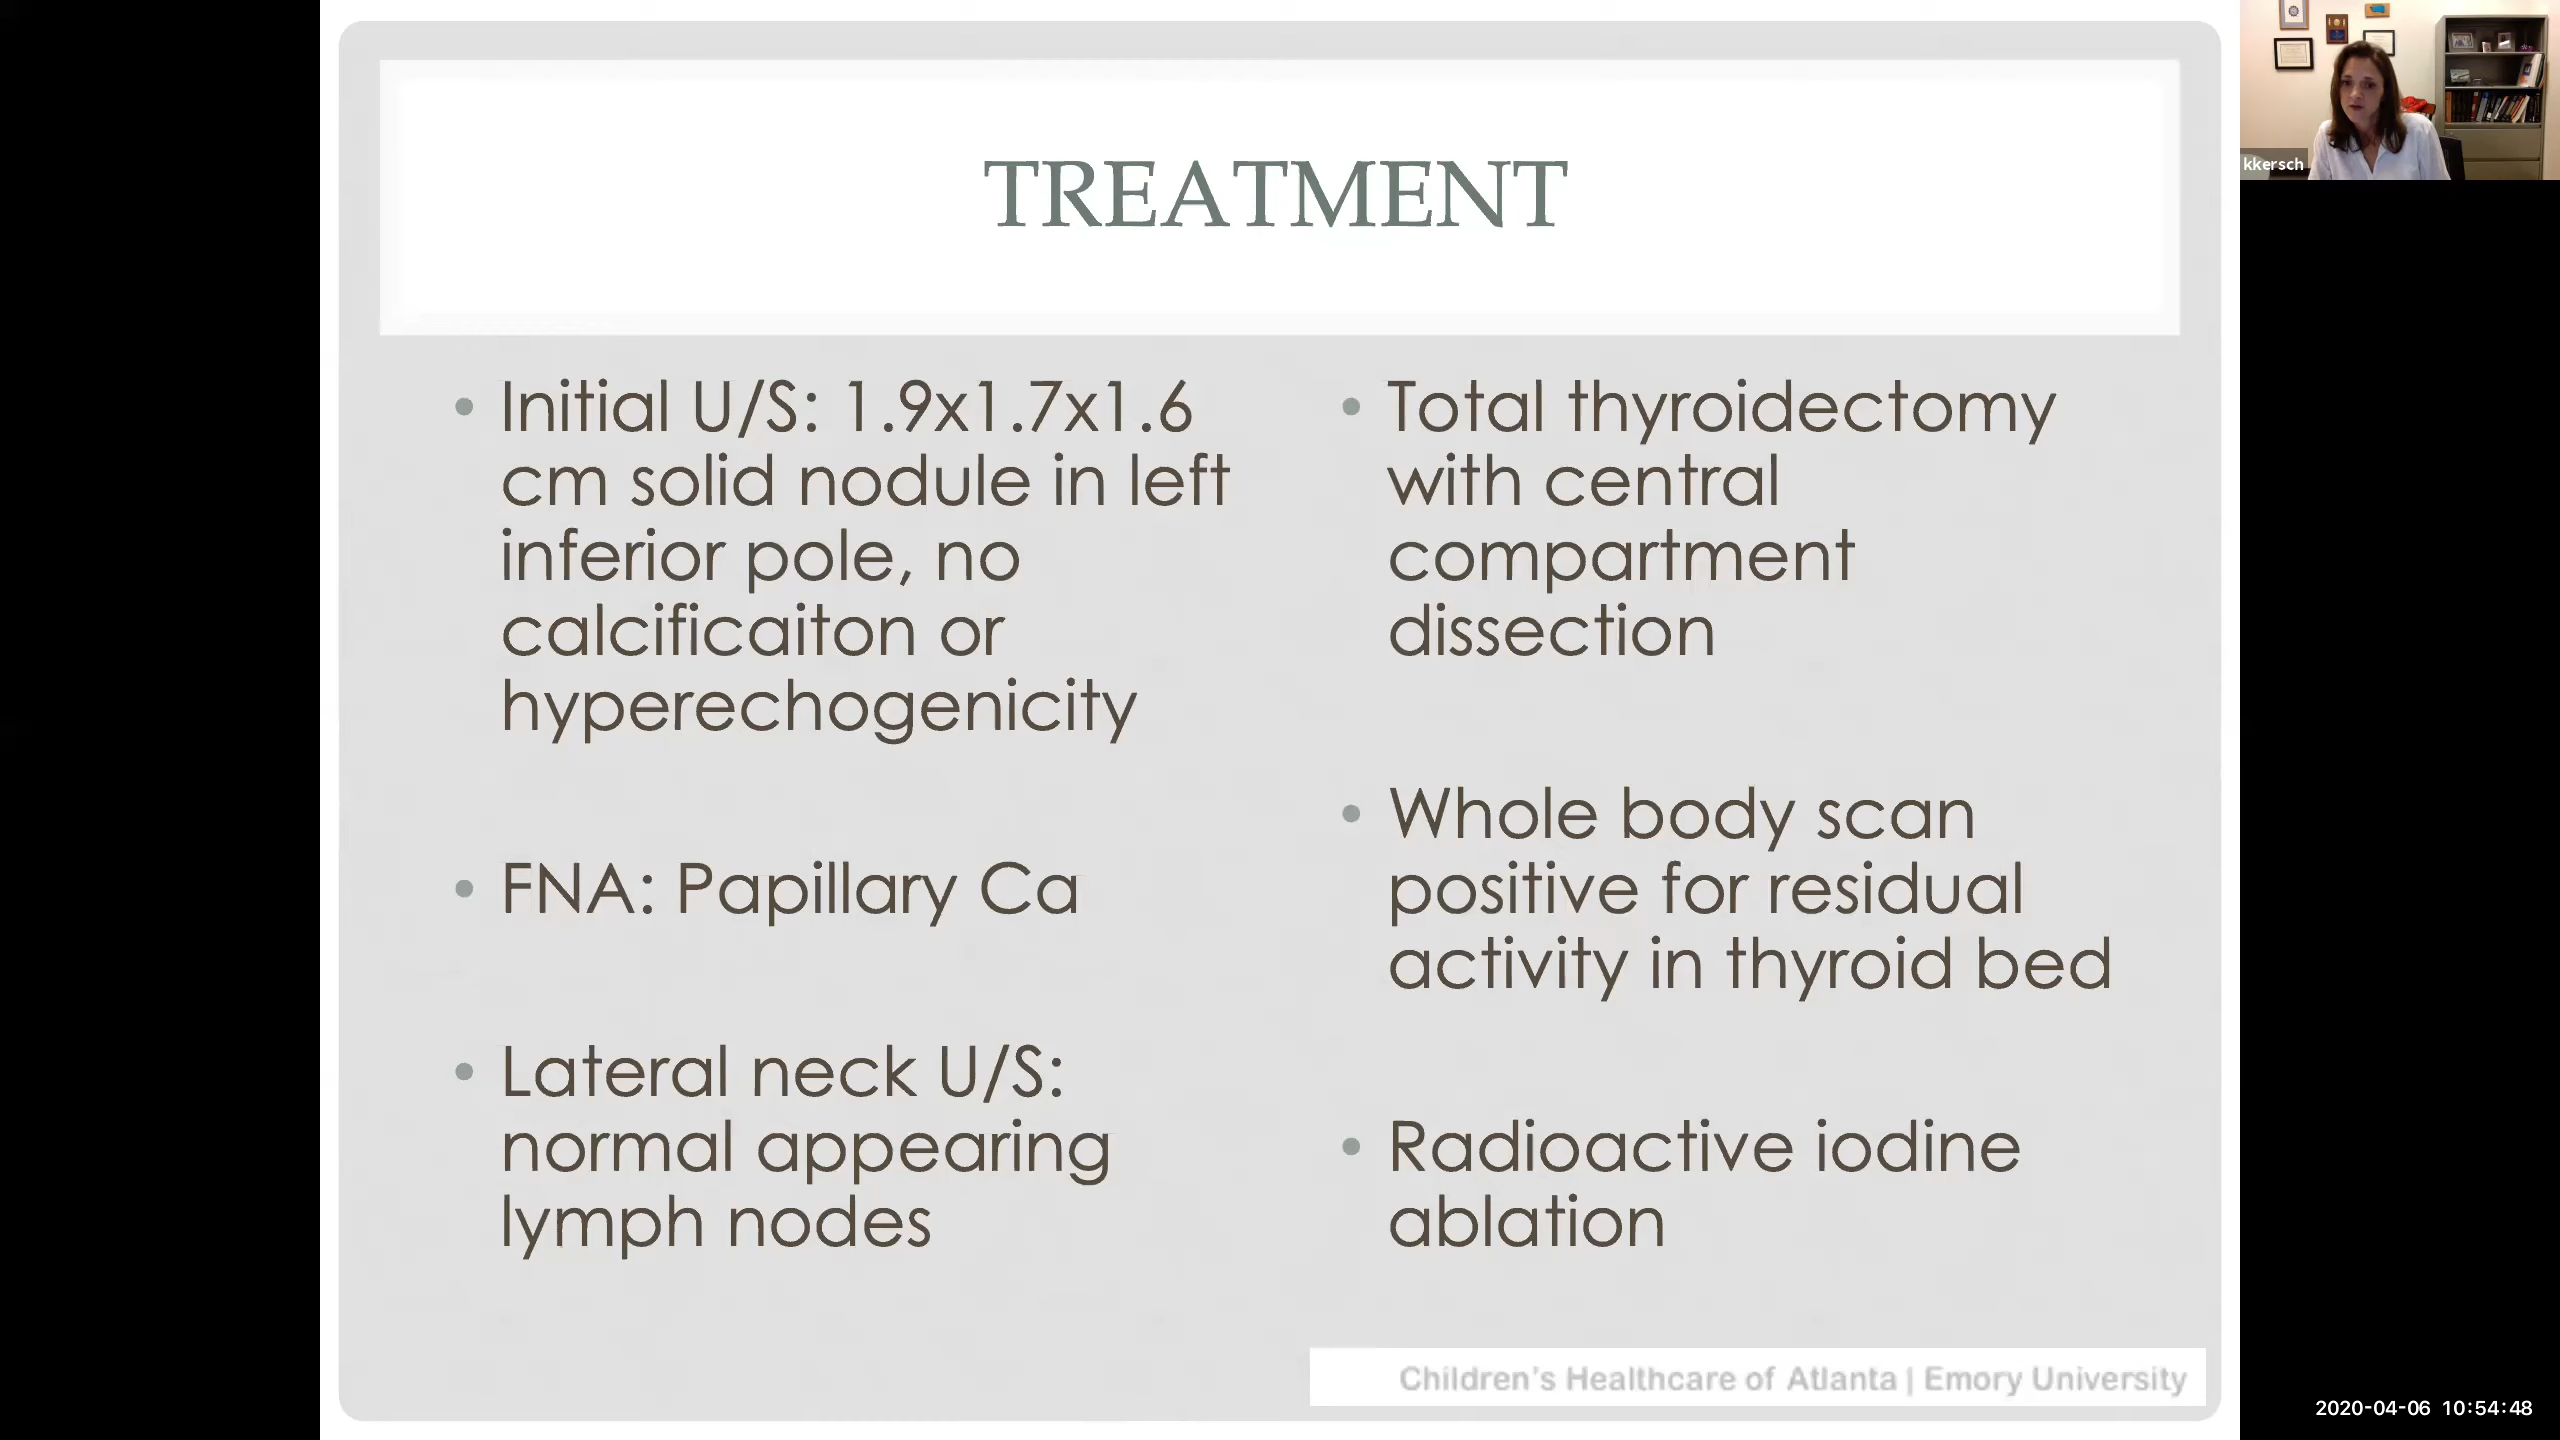 TREATMENT
• Initial U/S: 1.9x1.7x1.6
cm solid nodule in left
inferior pole, no
calcificaiton or
hyperechogenicity
• FNA: Papillary Ca
• Lateral neck U/S:
normal appearing
lymph nodes
• Total thyroidectomy
with central
compartment
dissection
• Whole body scan
positive for residual
activity in thyroid bed
• Radioactive iodine
ablation
Children's Healthcare of Atlanta | Emory University
kkersch
2020-04-06 10:54:48